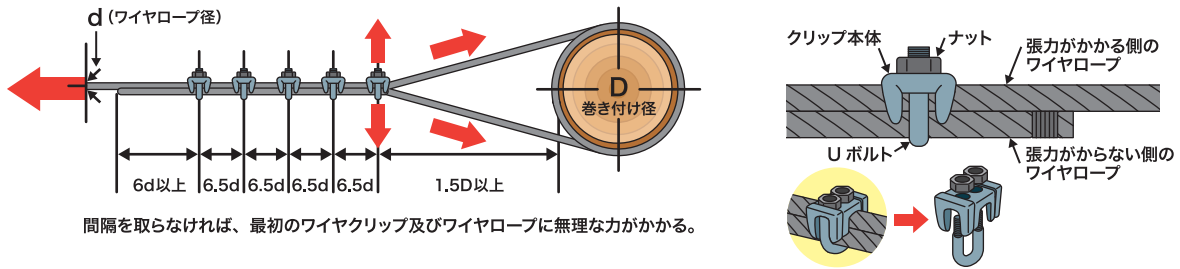 d（ワイヤロープ径）
D
巻き付け径
6d以上
6.5d
6.5d
6.5d
6.5d
1.5D以上
間隔を取らなければ、最初のワイヤクリップ及びワイヤロープに無理な力がかかる。
クリップ本体
ナット
張力がかかる側の
ワイヤロープ
Uボルト
張力がからない側の
ワイヤロープ